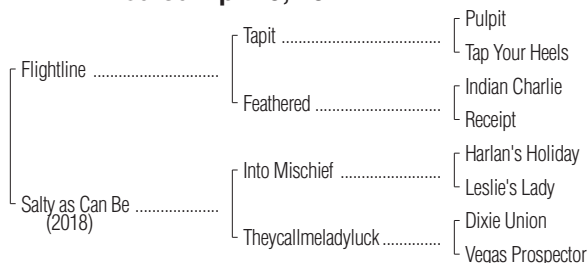 Pulpit
Tapit
Tap Your Heels
Flightline
Indian Charlie
Feathered
Receipt
Harlan's Holiday
Into Mischief
Leslie's Lady
Salty as Can Be
(2018)
Dixie Union
Theycallmeladyluck
Vegas Prospector